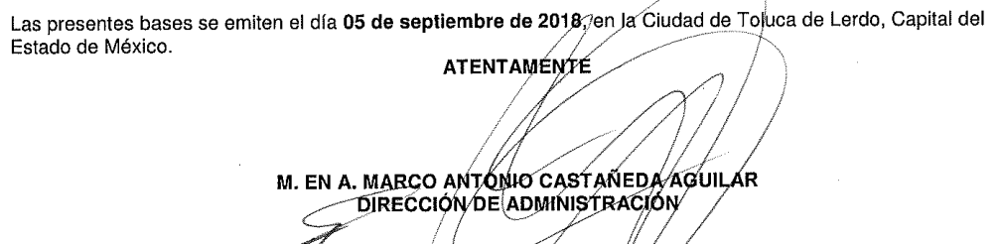 Las presentes bases se emiten el día 05 de septiembre de 2018, en la Ciudad de Toluca de Lerdo, Capital del
Estado de México.
ATENTAMENTE
M. EN A. MARCO ANTONIO CASTAÑEDA AGUILAR
DIRECCIÓN DE ADMINISTRACIÓN